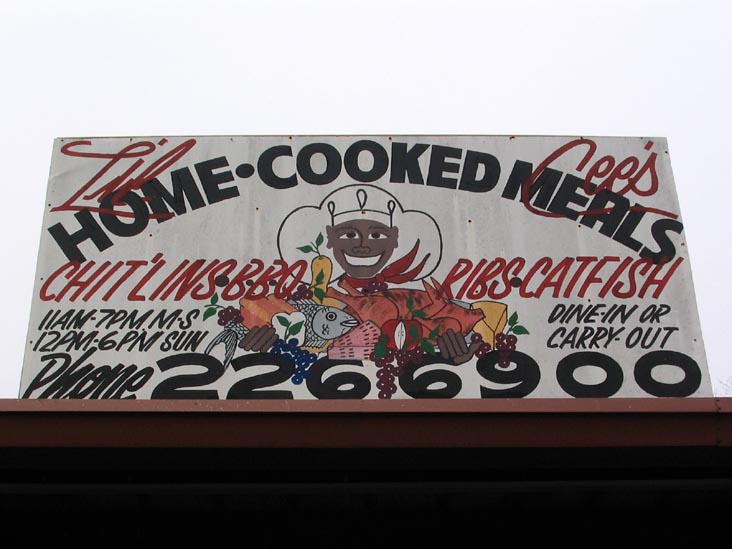 Lil Cee's
HOME•COOKED MEALS
CHIT'LINS•B•B•Q RIBS•CATFISH
11AM-7PM M-S
12PM-6PM SUN
DINE-IN OR
CARRY-OUT
Phone 2266900